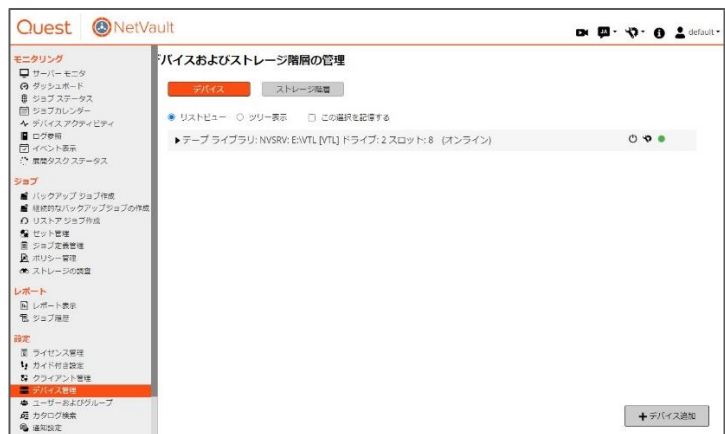 Quest NetVault
JA
default
モニタリング
サーバー モニタ
ダッシュボード
ジョブ ステータス
ジョブカレンダー
デバイス アクティビティ
ログ参照
イベント表示
展開タスク ステータス
ジョブ
バックアップ ジョブ作成
継続的なバックアップジョブの作成
リストア ジョブ作成
セット管理
ジョブ定義管理
ポリシー管理
ストレージの調査
レポート
レポート表示
ジョブ履歴
設定
ライセンス管理
ガイド付き設定
クライアント管理
デバイス管理
ユーザーおよびグループ
カタログ検索
通知設定
デバイスおよびストレージ階層の管理
デバイス ストレージ階層
リストビュー ツリー表示 この選択を記憶する
テープ ライブラリ: NVSRV: E:\VTL [VTL] ドライブ: 2 スロット: 8 (オンライン)
デバイス追加